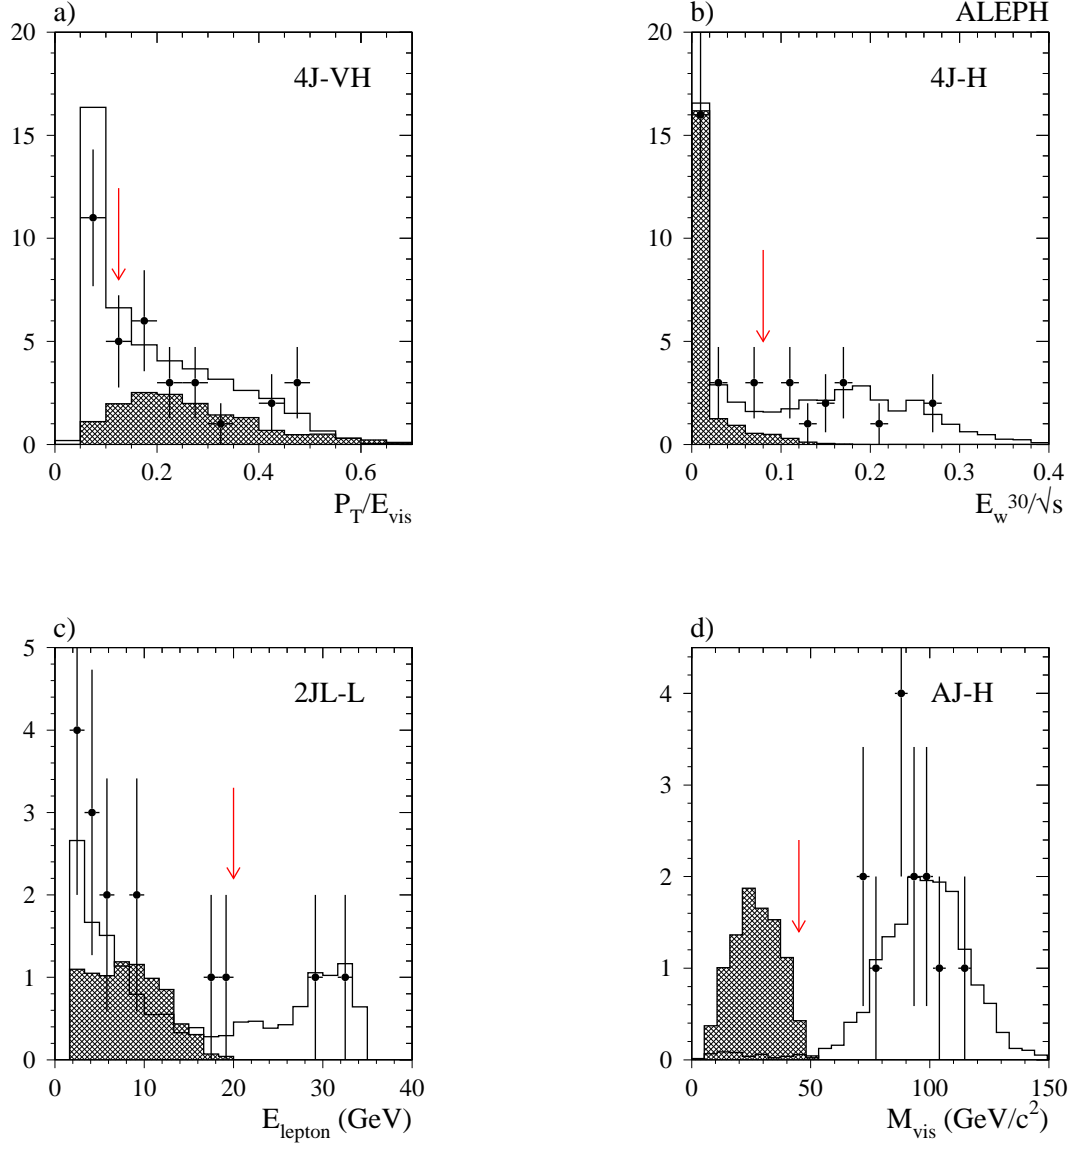 a)
4J-VH
20
15
10
5
0
0 0.2 0.4 0.6
P_T/E_vis
b) ALEPH
4J-H
20
15
10
5
0
0 0.1 0.2 0.3 0.4
E_w^30/√s
c)
2JL-L
5
4
3
2
1
0
0 10 20 30 40
E_lepton (GeV)
d)
AJ-H
4
3
2
1
0
0 50 100 150
M_vis (GeV/c^2)